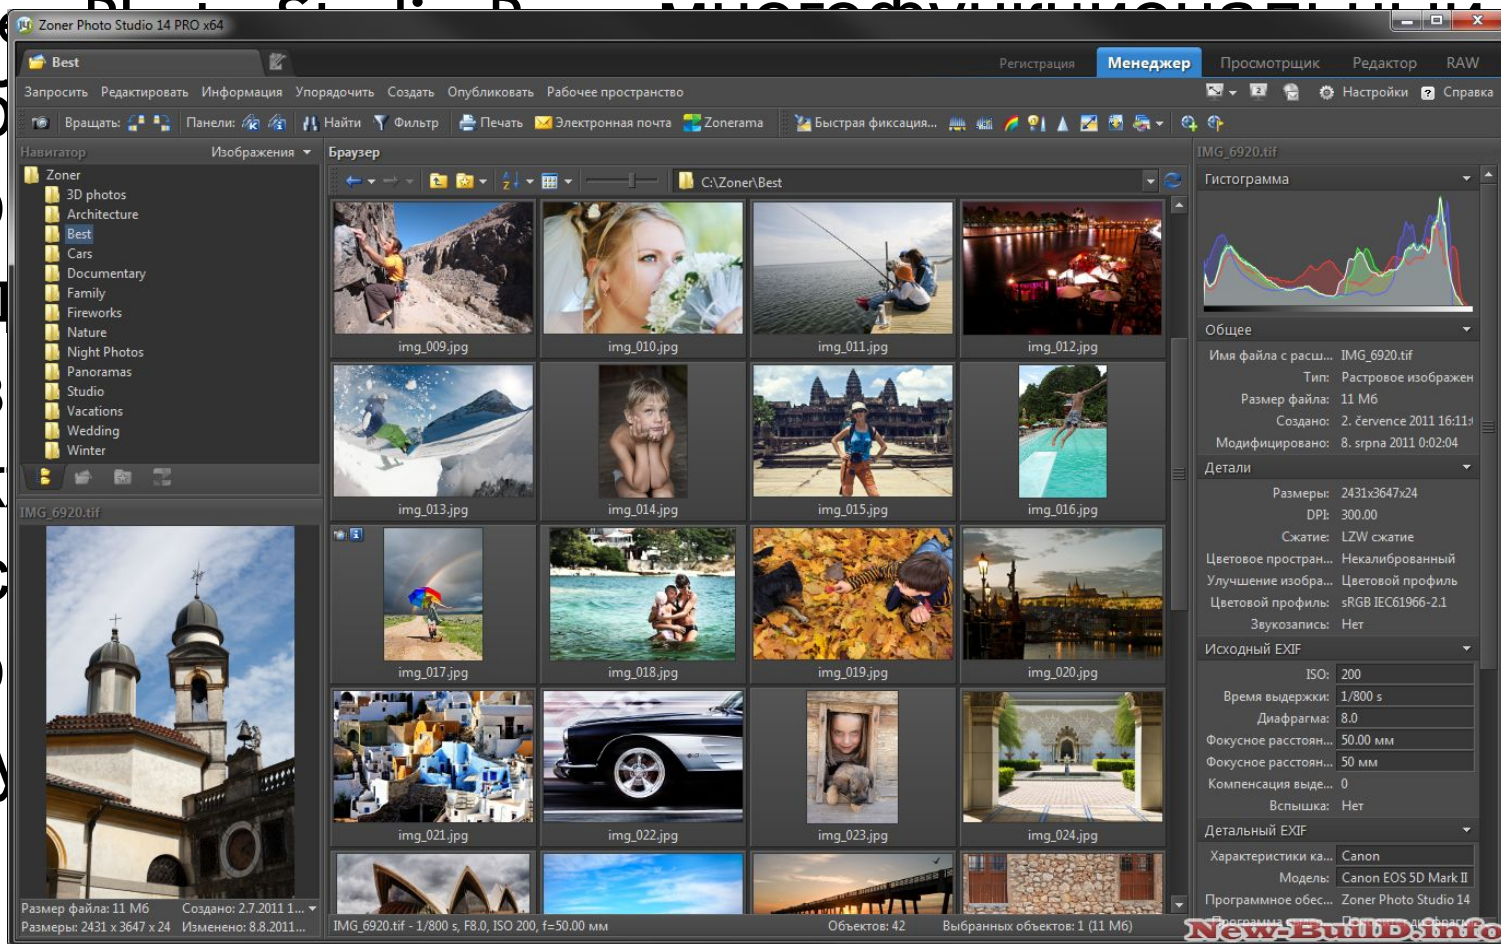 Photo Studio Pro - многофункциональный
Zoner Photo Studio 14 PRO x64
Best
Регистрация Менеджер Просмотрщик Редактор RAW
Запросить Редактировать Информация Упорядочить Создать Опубликовать Рабочее пространство
Настройки Справка
Вращать: Панели: Найти Фильтр Печать Электронная почта Zonerama Быстрая фиксация...
Навигатор Изображения
Zoner
3D photos
Architecture
Best
Cars
Documentary
Family
Fireworks
Nature
Night Photos
Panoramas
Studio
Vacations
Wedding
Winter
IMG_6920.tif
Размер файла: 11 М6 Создано: 2.7.2011 1...
Размеры: 2431 x 3647 x 24 Изменено: 8.8.2011...
Браузер
C:\Zoner\Best
img_009.jpg img_010.jpg img_011.jpg img_012.jpg
img_013.jpg img_014.jpg img_015.jpg img_016.jpg
img_017.jpg img_018.jpg img_019.jpg img_020.jpg
img_021.jpg img_022.jpg img_023.jpg img_024.jpg
IMG_6920.tif - 1/800 s, F8.0, ISO 200, f=50.00 мм Объектов: 42 Выбранных объектов: 1 (11 М6)
IMG_6920.tif
Гистограмма
Общее
Имя файла с расш... IMG_6920.tif
Тип: Растровое изображен
Размер файла: 11 М6
Создано: 2. července 2011 16:11:
Модифицировано: 8. srpna 2011 0:02:04
Детали
Размеры: 2431x3647x24
DPI: 300.00
Сжатие: LZW сжатие
Цветовое простран... Некалиброванный
Улучшение изобра... Цветовой профиль
Цветовой профиль: sRGB IEC61966-2.1
Звукозапись: Нет
Исходный EXIF
ISO: 200
Время выдержки: 1/800 s
Диафрагма: 8.0
Фокусное расстоян... 50.00 мм
Фокусное расстоян... 50 мм
Компенсация выде... 0
Вспышка: Нет
Детальный EXIF
Характеристики ка... Canon
Модель: Canon EOS 5D Mark II
Программное обес... Zoner Photo Studio 14
New-BuilD.info